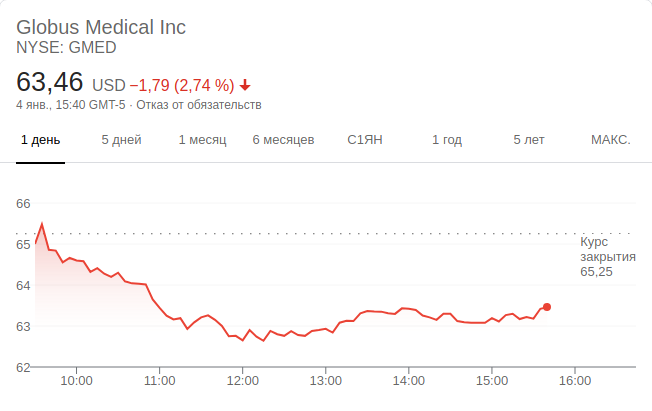 Globus Medical Inc
NYSE: GMED
63,46 USD −1,79 (2,74 %)
4 янв., 15:40 GMT-5 · Отказ от обязательств
1 день 5 дней 1 месяц 6 месяцев С1ЯН 1 год 5 лет МАКС.
66
65
64
63
62
Курс
закрытия
65,25
10:00 11:00 12:00 13:00 14:00 15:00 16:00